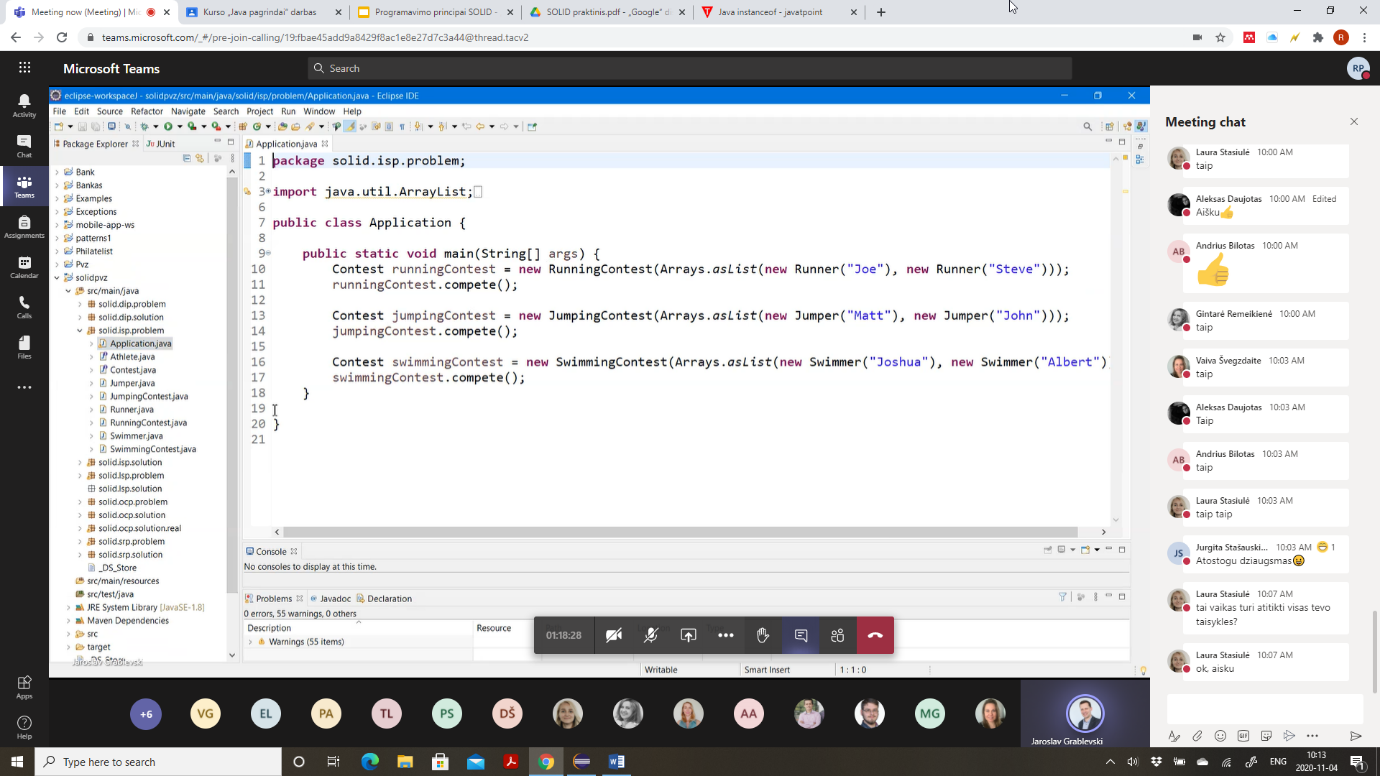 Meeting now (Meeting) | Mi
Kurso „Java pagrindai“ darbas
Programavimo principai SOLID -
SOLID praktinis.pdf - „Google“ d
Java instanceof - javatpoint
teams.microsoft.com/_#/pre-join-calling/19:fbae45add9a8429f8ac1e8e27d7c3a44@thread.tacv2
R
Microsoft Teams
Search
RP
Activity
Chat
Teams
Assignments
Calendar
Calls
Files
Apps
Help
eclipse-workspaceJ - solidpvz/src/main/java/solid/isp/problem/Application.java - Eclipse IDE
File Edit Source Refactor Navigate Search Project Run Window Help
Package Explorer
JUnit
Bank
Bankas
Examples
Exceptions
mobile-app-ws
patterns1
Philatelist
Pvz
solidpvz
src/main/java
solid.dip.problem
solid.dip.solution
solid.isp.problem
Application.java
Athlete.java
Contest.java
Jumper.java
JumpingContest.java
Runner.java
RunningContest.java
Swimmer.java
SwimmingContest.java
solid.isp.solution
solid.lsp.problem
solid.lsp.solution
solid.ocp.problem
solid.ocp.solution
solid.ocp.solution.real
solid.srp.problem
solid.srp.solution
_DS_Store
src/main/resources
src/test/java
JRE System Library [JavaSE-1.8]
Maven Dependencies
src
target
Jaroslav Grablevski
Application.java
1 package solid.isp.problem;
2
3 import java.util.ArrayList;
6
7 public class Application {
8
9 public static void main(String[] args) {
10 Contest runningContest = new RunningContest(Arrays.asList(new Runner("Joe"), new Runner("Steve")));
11 runningContest.compete();
12
13 Contest jumpingContest = new JumpingContest(Arrays.asList(new Jumper("Matt"), new Jumper("John")));
14 jumpingContest.compete();
15
16 Contest swimmingContest = new SwimmingContest(Arrays.asList(new Swimmer("Joshua"), new Swimmer("Albert")
17 swimmingContest.compete();
18 }
19
20 }
21
Console
No consoles to display at this time.
Problems Javadoc Declaration
0 errors, 55 warnings, 0 others
Description Resource
Warnings (55 items)
01:18:28
Writable Smart Insert 1 : 1 : 0
+6 VG EL PA TL PS DŠ AA MG
Jaroslav Grablevski
Meeting chat
Laura Stasiulė 10:00 AM
taip
Aleksas Daujotas 10:00 AM Edited
Aišku
AB
Andrius Bilotas 10:00 AM
Gintarė Remeikienė 10:00 AM
taip
Vaiva Švegzdaitė 10:03 AM
taip
Aleksas Daujotas 10:03 AM
Taip
AB
Andrius Bilotas 10:03 AM
taip
Laura Stasiulė 10:03 AM
taip taip
JS
Jurgita Stašauski... 10:03 AM 1
Atostogu dziaugsmas
Laura Stasiulė 10:07 AM
tai vaikas turi atitikti visas tevo
taisykles?
Laura Stasiulė 10:07 AM
ok, aisku
Type here to search
ENG
10:13
2020-11-04
1